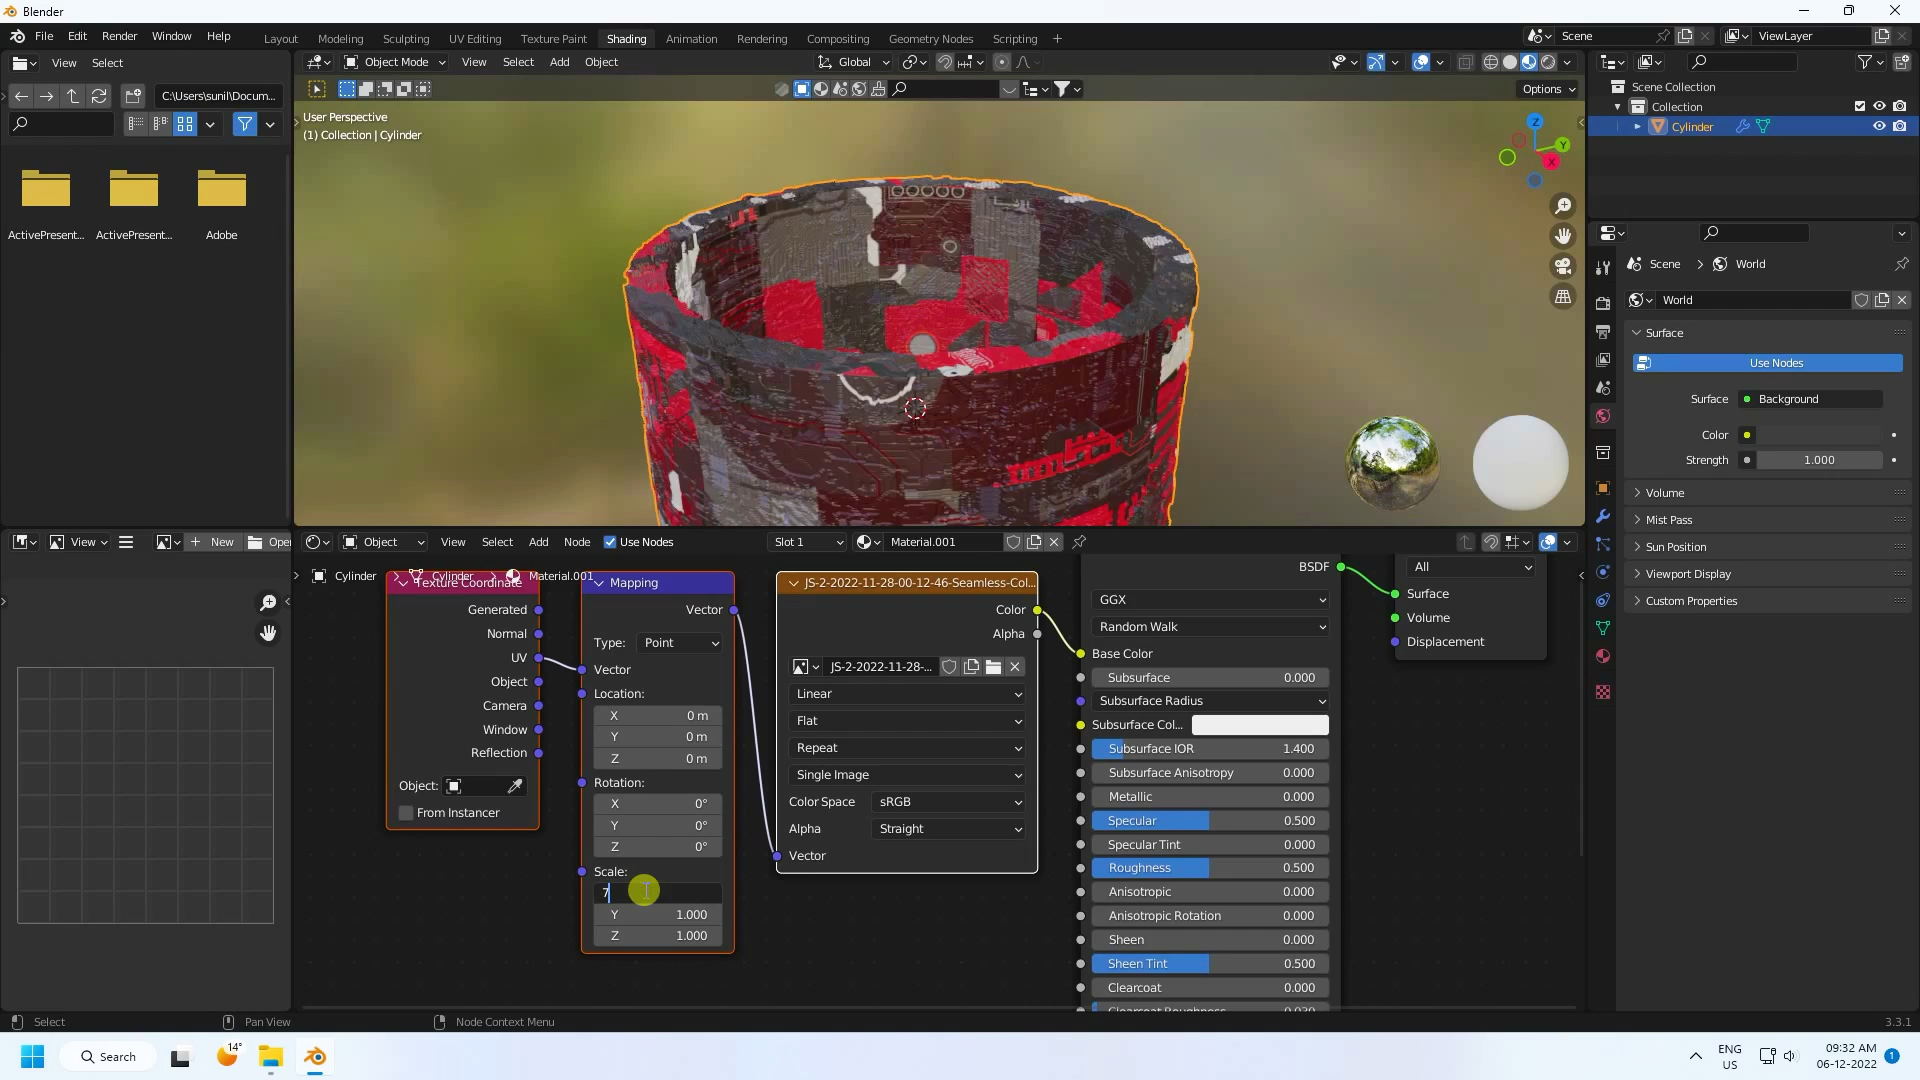 Blender
File Edit Render Window Help
Layout Modeling Sculpting UV Editing Texture Paint Shading Animation Rendering Compositing Geometry Nodes Scripting +
Scene
ViewLayer
View Select
Object Mode View Select Add Object
Global
Scene Collection
Collection
Cylinder
C:\Users\sunil\Docum...
Options
User Perspective
(1) Collection | Cylinder
Z
Y
X
ActivePresent... ActivePresent... Adobe
Scene > World
World
Surface
Use Nodes
Surface Background
Color
Strength 1.000
Volume
Mist Pass
Sun Position
Viewport Display
Custom Properties
View + New Open
Object View Select Add Node Use Nodes Slot 1 Material.001
Cylinder > Cylinder > Material.001
Texture Coordinate
Generated
Normal
UV
Object
Camera
Window
Reflection
Object:
From Instancer
Mapping
Vector
Type: Point
Vector
Location:
X 0 m
Y 0 m
Z 0 m
Rotation:
X 0°
Y 0°
Z 0°
Scale:
7
Y 1.000
Z 1.000
JS-2-2022-11-28-00-12-46-Seamless-Col...
Color
Alpha
JS-2-2022-11-28-...
Linear
Flat
Repeat
Single Image
Color Space sRGB
Alpha Straight
Vector
BSDF
GGX
Random Walk
Base Color
Subsurface 0.000
Subsurface Radius
Subsurface Col...
Subsurface IOR 1.400
Subsurface Anisotropy 0.000
Metallic 0.000
Specular 0.500
Specular Tint 0.000
Roughness 0.500
Anisotropic 0.000
Anisotropic Rotation 0.000
Sheen 0.000
Sheen Tint 0.500
Clearcoat 0.000
Clearcoat Roughness 0.030
All
Surface
Volume
Displacement
Select Pan View Node Context Menu 3.3.1
14°
Search
ENG
US
09:32 AM
06-12-2022
1